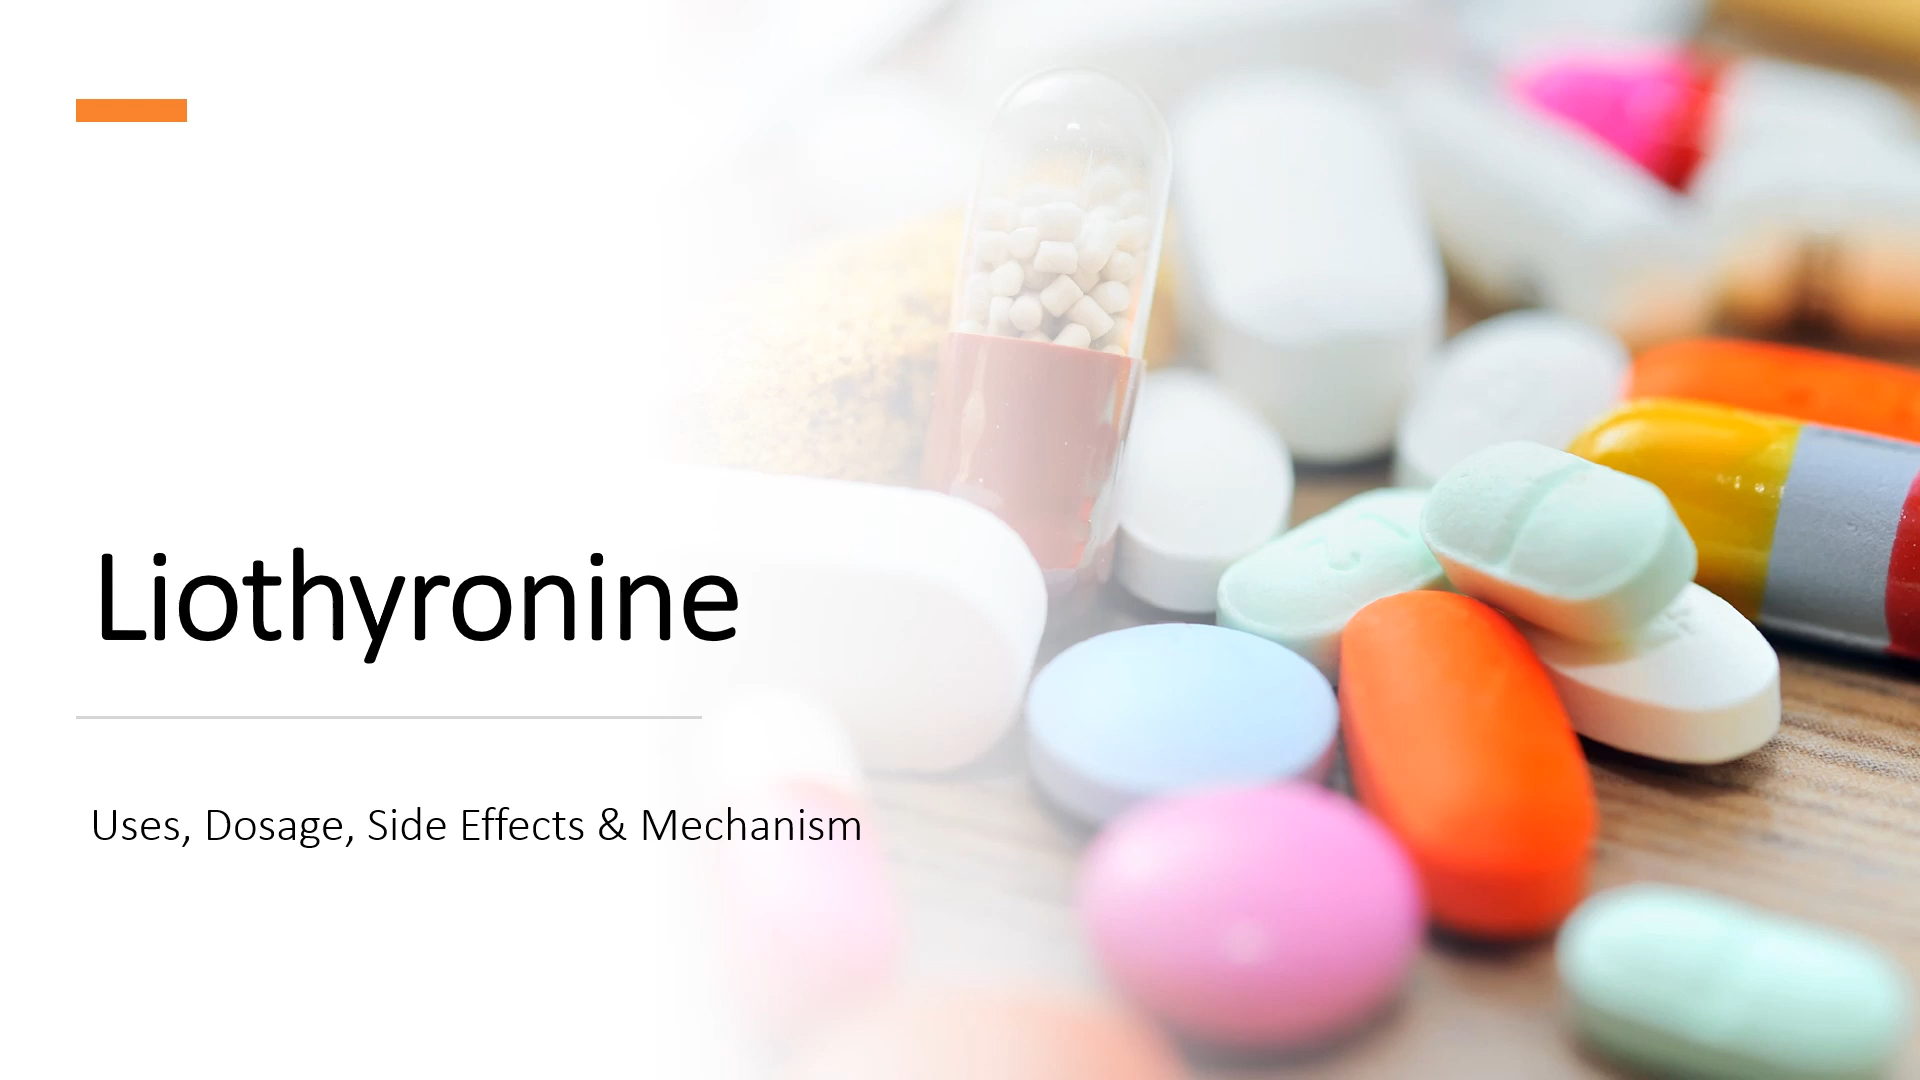 Liothyronine
Uses, Dosage, Side Effects & Mechanism